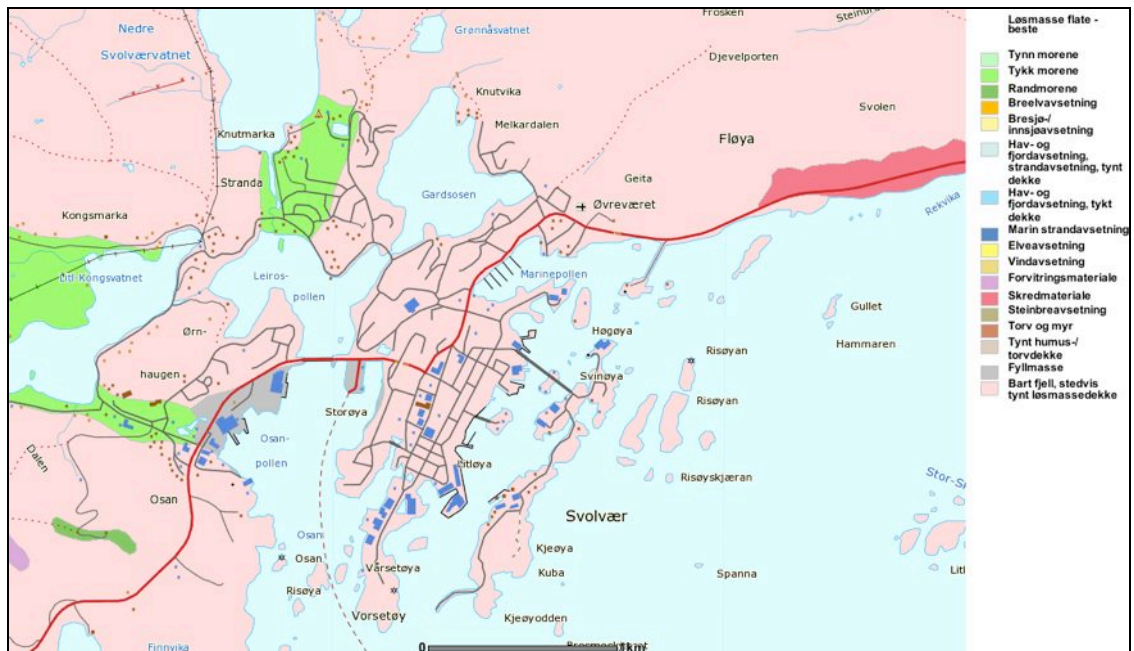 Nedre
Svolværvatnet
Grønnåsvatnet
Frosken
Djevelporten
Svolen
Knutvika
Melkardalen
Knutmarka
Fløya
Stranda
Gardsosen
Geita
Øvreværet
Kongsmarka
Rekvika
Litl-Kongsvatnet
Leiros-
pollen
Marinepollen
Gullet
Ørn-
haugen
Høgøya
Hammaren
Risøyan
Svinøya
Storøya
Risøyan
Osan-
pollen
Dalen
Litløya
Risøyskjæran
Osan
Svolvær
Osan
Osan
Kjeøya
Vårsetøya
Kuba
Spanna
Risøya
Vorsetøy
Kjeøyodden
Finnvika
0
1km
Løsmasse flate -
beste
Tynn morene
Tykk morene
Randmorene
Breelvavsetning
Bresjø-/
innsjøavsetning
Hav- og
fjordavsetning,
strandavsetning, tynt
dekke
Hav- og
fjordavsetning, tykt
dekke
Marin strandavsetning
Elveavsetning
Vindavsetning
Forvitringsmateriale
Skredmateriale
Steinbreavsetning
Torv og myr
Tynt humus-/
torvdekke
Fyllmasse
Bart fjell, stedvis
tynt løsmassedekke